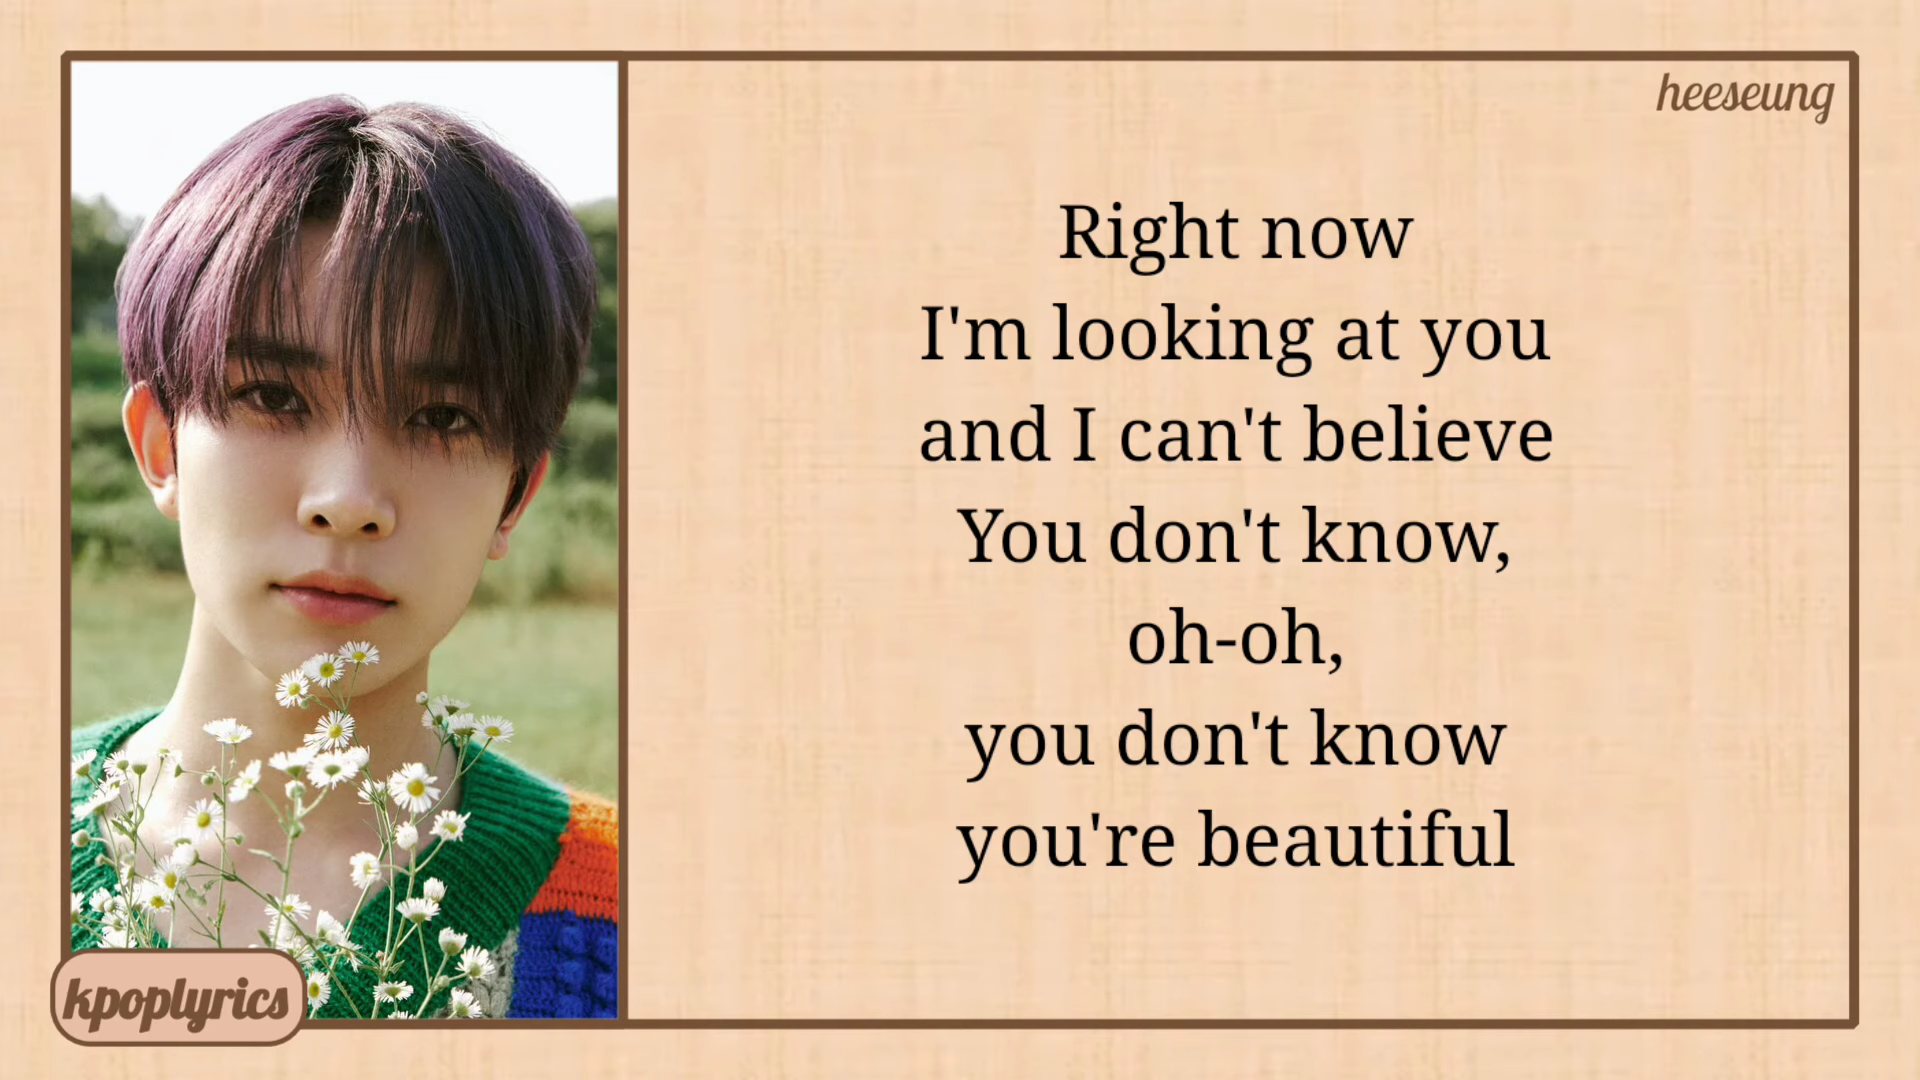 heeseung
Right now
I'm looking at you
and I can't believe
You don't know,
oh-oh,
you don't know
you're beautiful
kpoplyrics